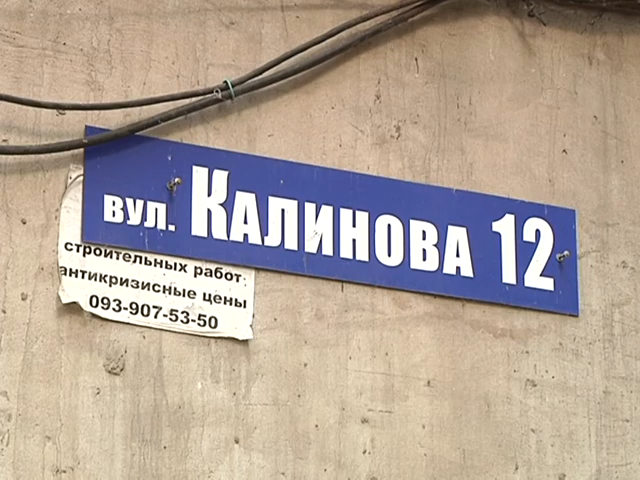 вул. КАЛИНОВА 12
строительных работ
антикризисные цены
093-907-53-50